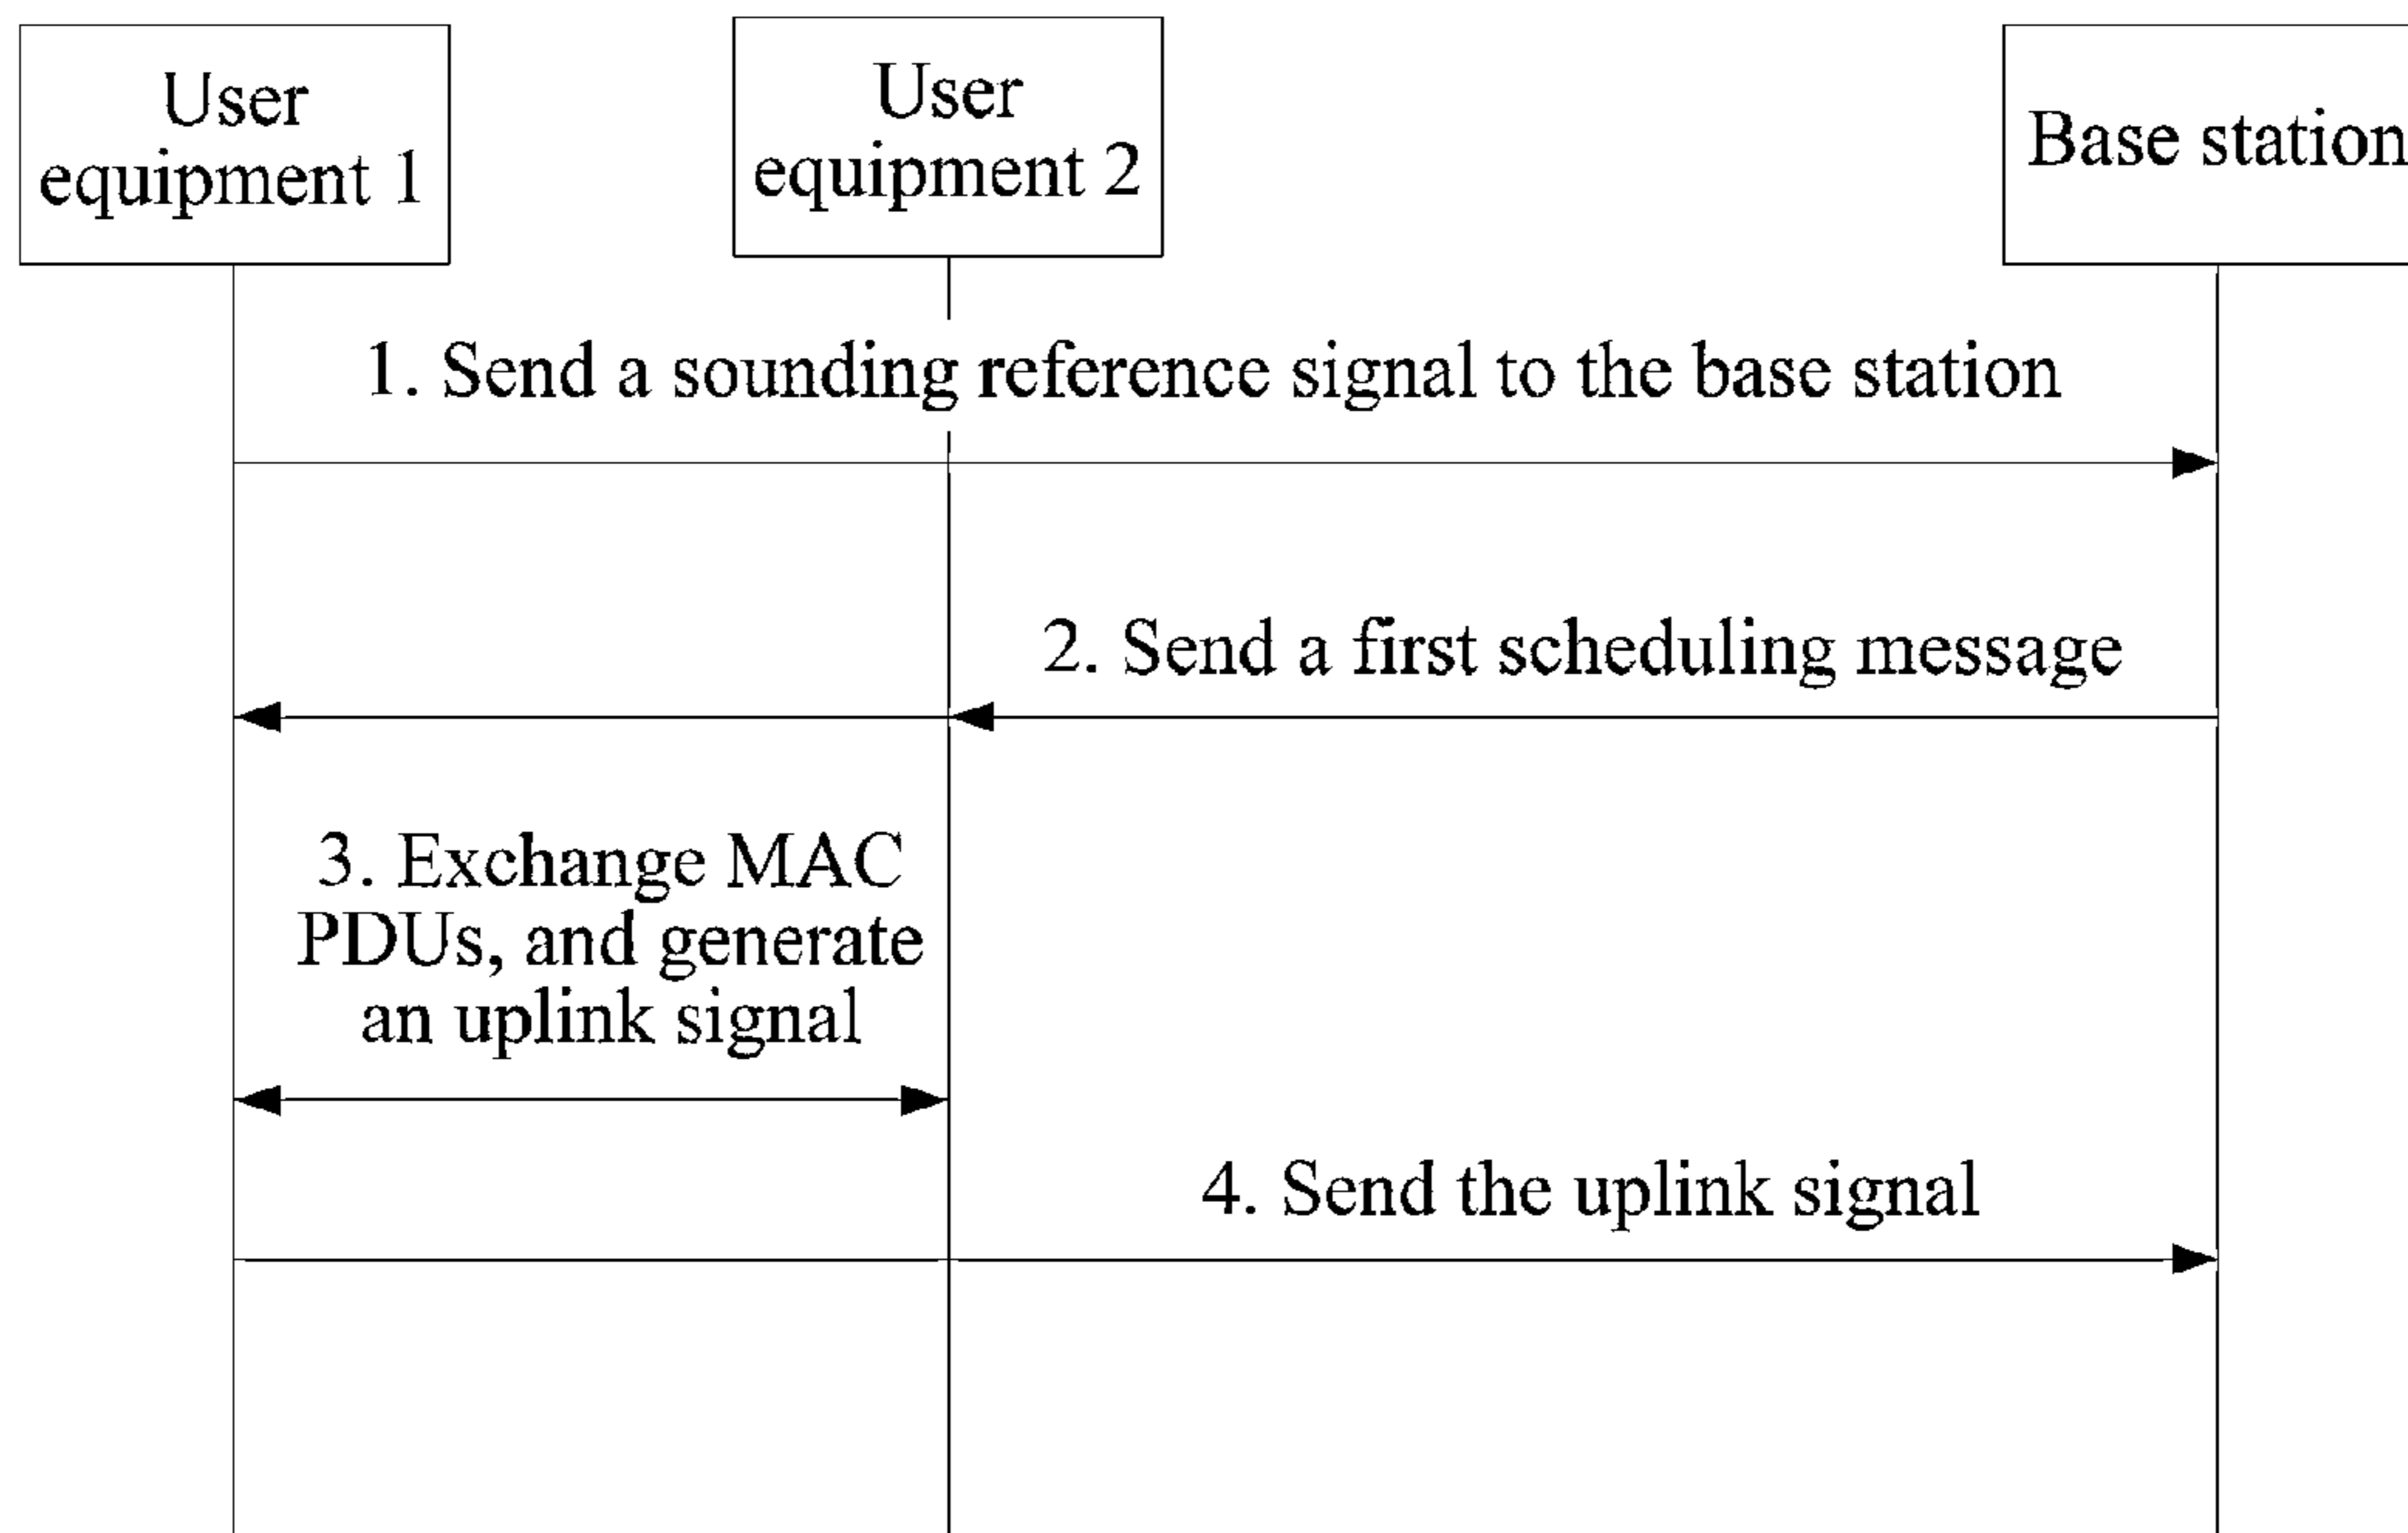 User
equipment 1
User
equipment 2
Base station
1. Send a sounding reference signal to the base station
2. Send a first scheduling message
3. Exchange MAC
PDUs, and generate
an uplink signal
4. Send the uplink signal